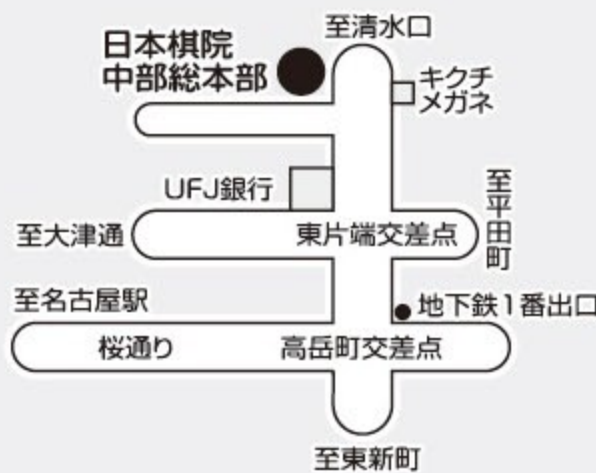 至清水口
日本棋院
中部総本部
キクチ
メガネ
UFJ銀行
至平田町
至大津通
東片端交差点
至名古屋駅
地下鉄1番出口
桜通り
高岳町交差点
至東新町